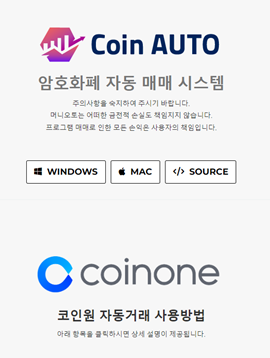 Coin AUTO
암호화폐 자동 매매 시스템
주의사항을 숙지하여 주시기 바랍니다.
머니오토는 어떠한 금전적 손실도 책임지지 않습니다.
프로그램 매매로 인한 모든 손익은 사용자의 책임입니다.
WINDOWS MAC </> SOURCE
coinone
코인원 자동거래 사용방법
아래 항목을 클릭하시면 상세 설명이 제공됩니다.